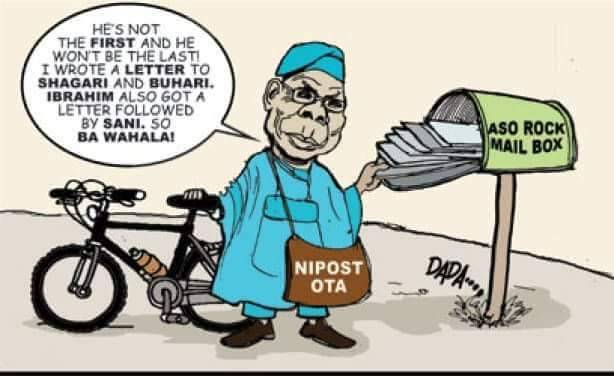 HE'S NOT
THE FIRST AND HE
WON'T BE THE LAST!
I WROTE A LETTER TO
SHAGARI AND BUHARI.
IBRAHIM ALSO GOT A
LETTER FOLLOWED
BY SANI. SO
BA WAHALA!
ASO ROCK
MAIL BOX
NIPOST
OTA
DADA....